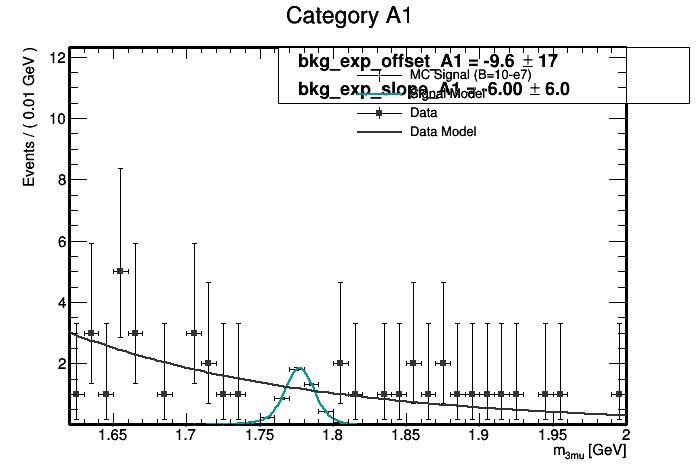 Category A1
bkg_exp_offset_A1 = -9.6 ± 17
MC Signal (B=10-e7)
bkg_exp_slope_A1 = -6.00 ± 6.0
Signal Model
Data
Data Model
Events / ( 0.01 GeV )
12
10
8
6
4
2
1.65 1.7 1.75 1.8 1.85 1.9 1.95 2
m3mu [GeV]